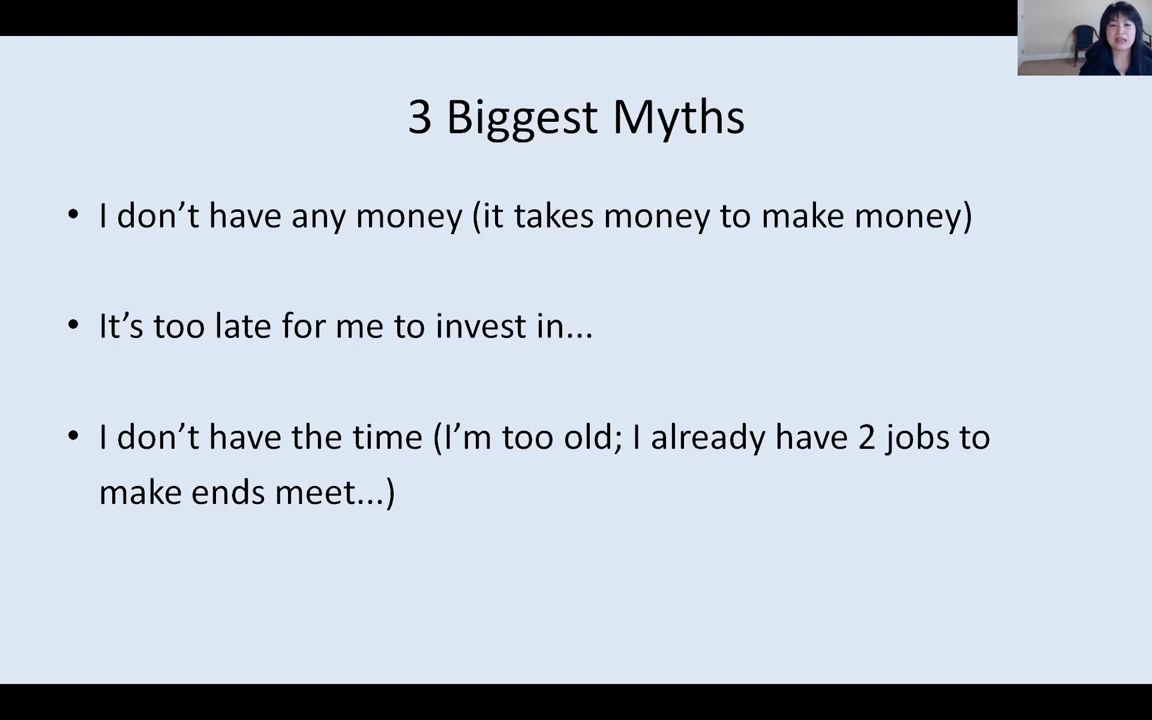 3 Biggest Myths
• I don’t have any money (it takes money to make money)
• It’s too late for me to invest in...
• I don’t have the time (I’m too old; I already have 2 jobs to
make ends meet...)